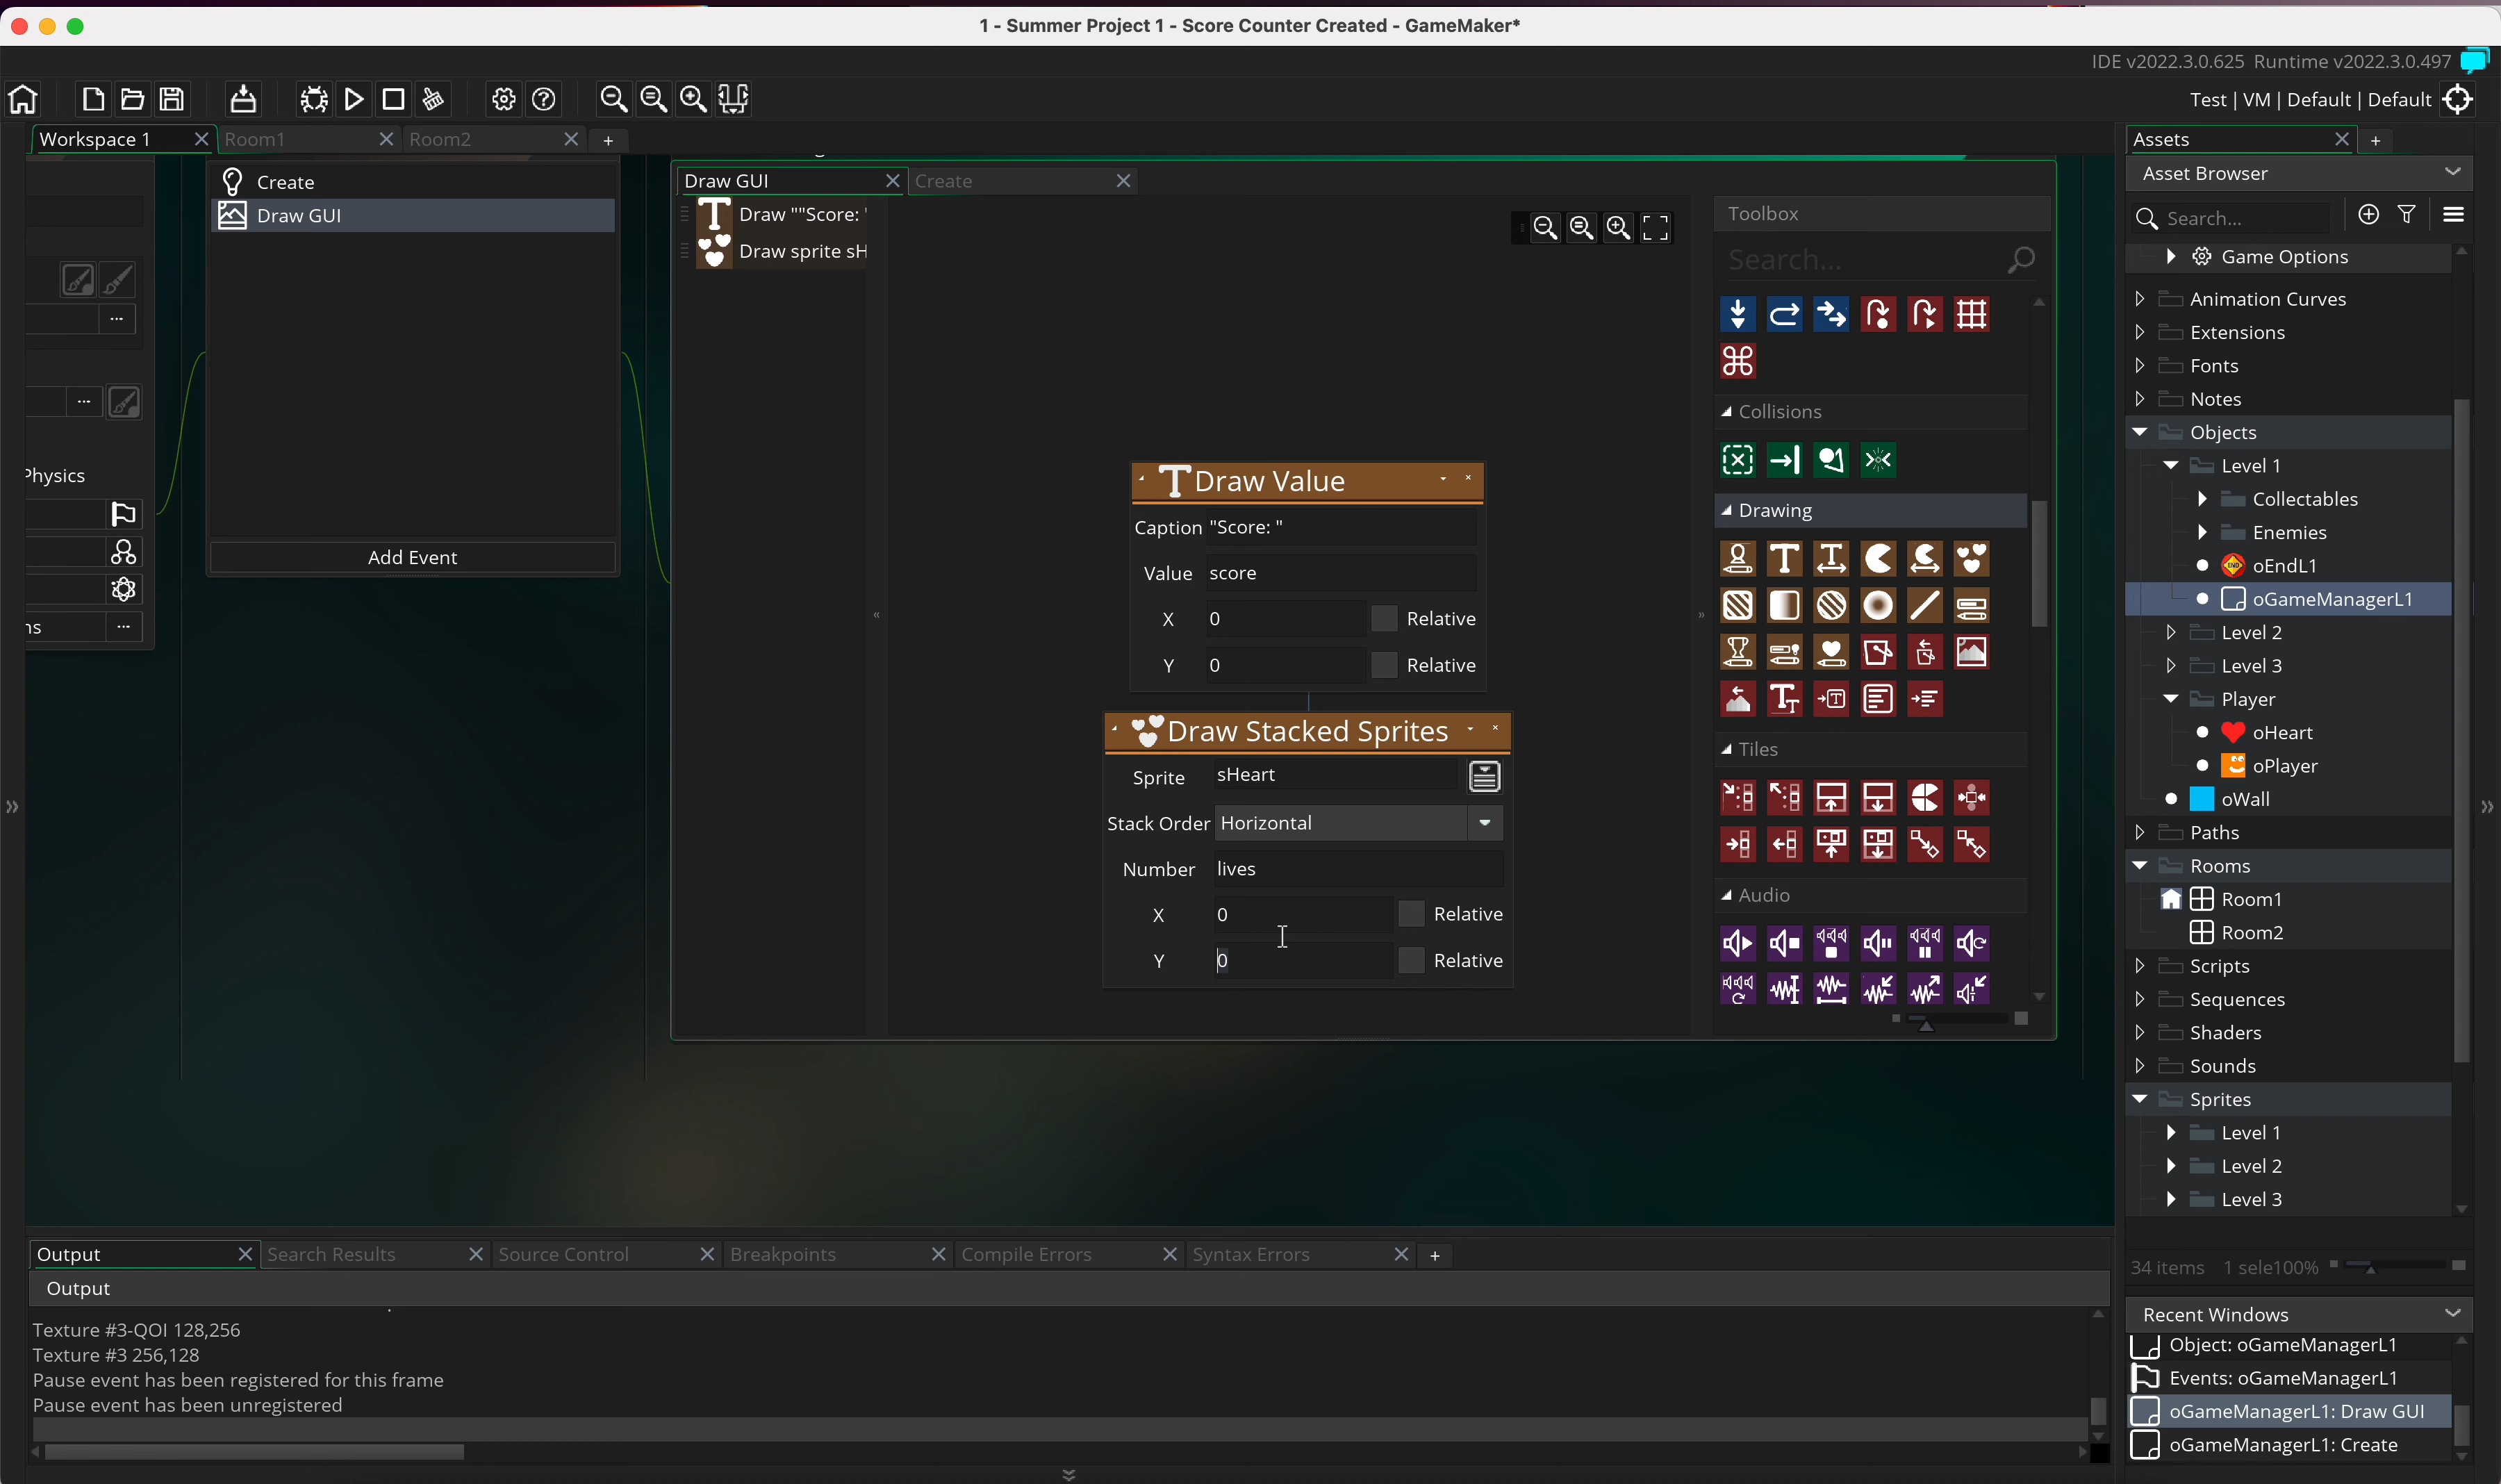 1 - Summer Project 1 - Score Counter Created - GameMaker*
IDE v2022.3.0.625 Runtime v2022.3.0.497
Test | VM | Default | Default
Workspace 1
Room1
Room2
+
Create
Draw GUI
Add Event
Physics
ns
Draw GUI
Create
Draw ""Score: '
Draw sprite sH
Draw Value
Caption "Score: "
Value score
X 0 Relative
Y 0 Relative
Draw Stacked Sprites
Sprite sHeart
Stack Order Horizontal
Number lives
X 0 Relative
Y 0 Relative
Toolbox
Search...
Collisions
Drawing
Tiles
Audio
Assets
+
Asset Browser
Search...
Game Options
Animation Curves
Extensions
Fonts
Notes
Objects
Level 1
Collectables
Enemies
END
oEndL1
oGameManagerL1
Level 2
Level 3
Player
oHeart
oPlayer
oWall
Paths
Rooms
Room1
Room2
Scripts
Sequences
Shaders
Sounds
Sprites
Level 1
Level 2
Level 3
34 items 1 sele100%
Recent Windows
Object: oGameManagerL1
Events: oGameManagerL1
oGameManagerL1: Draw GUI
oGameManagerL1: Create
Output
Search Results
Source Control
Breakpoints
Compile Errors
Syntax Errors
+
Output
Texture #3-QOI 128,256
Texture #3 256,128
Pause event has been registered for this frame
Pause event has been unregistered